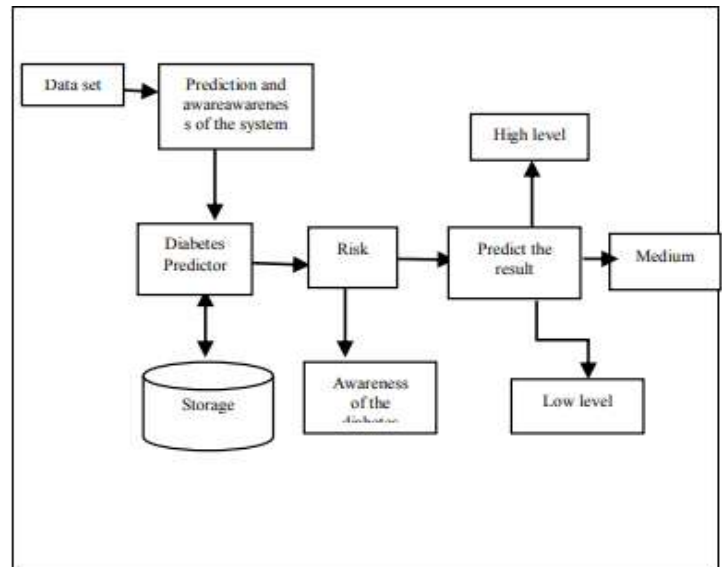 Data set
Prediction and
awareawarenes
s of the system
High level
Diabetes
Predictor
Risk
Predict the
result
Medium
Storage
Awareness
of the
diabetes
Low level